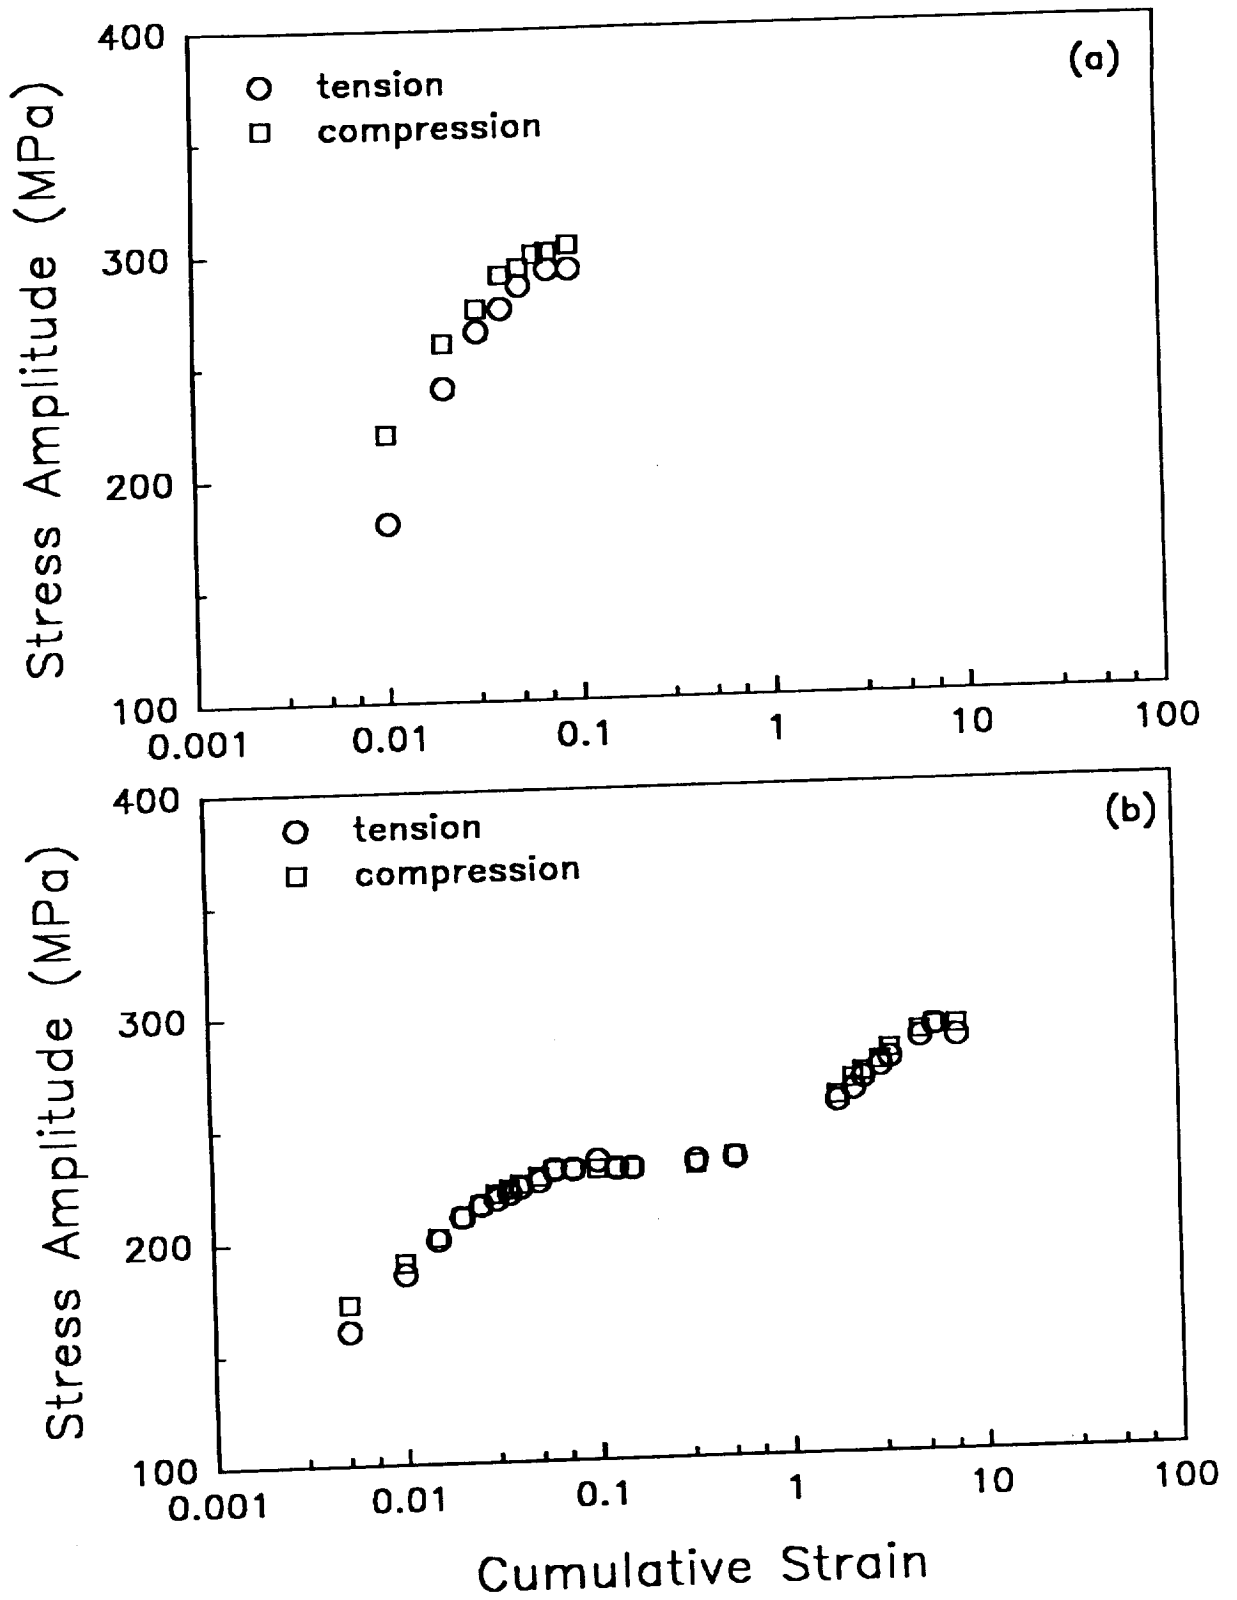 400
(a)
tension
compression
300
200
100
0.001 0.01 0.1 1 10 100
Stress Amplitude (MPa)
400
(b)
tension
compression
300
200
100
0.001 0.01 0.1 1 10 100
Stress Amplitude (MPa)
Cumulative Strain